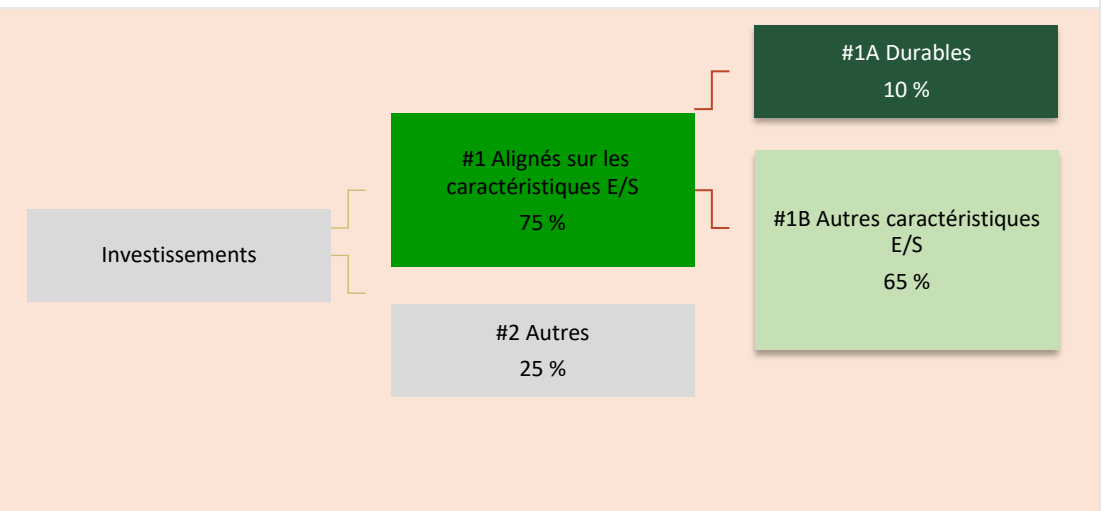 Investissements
#1 Alignés sur les
caractéristiques E/S
75 %
#2 Autres
25 %
#1A Durables
10 %
#1B Autres caractéristiques
E/S
65 %